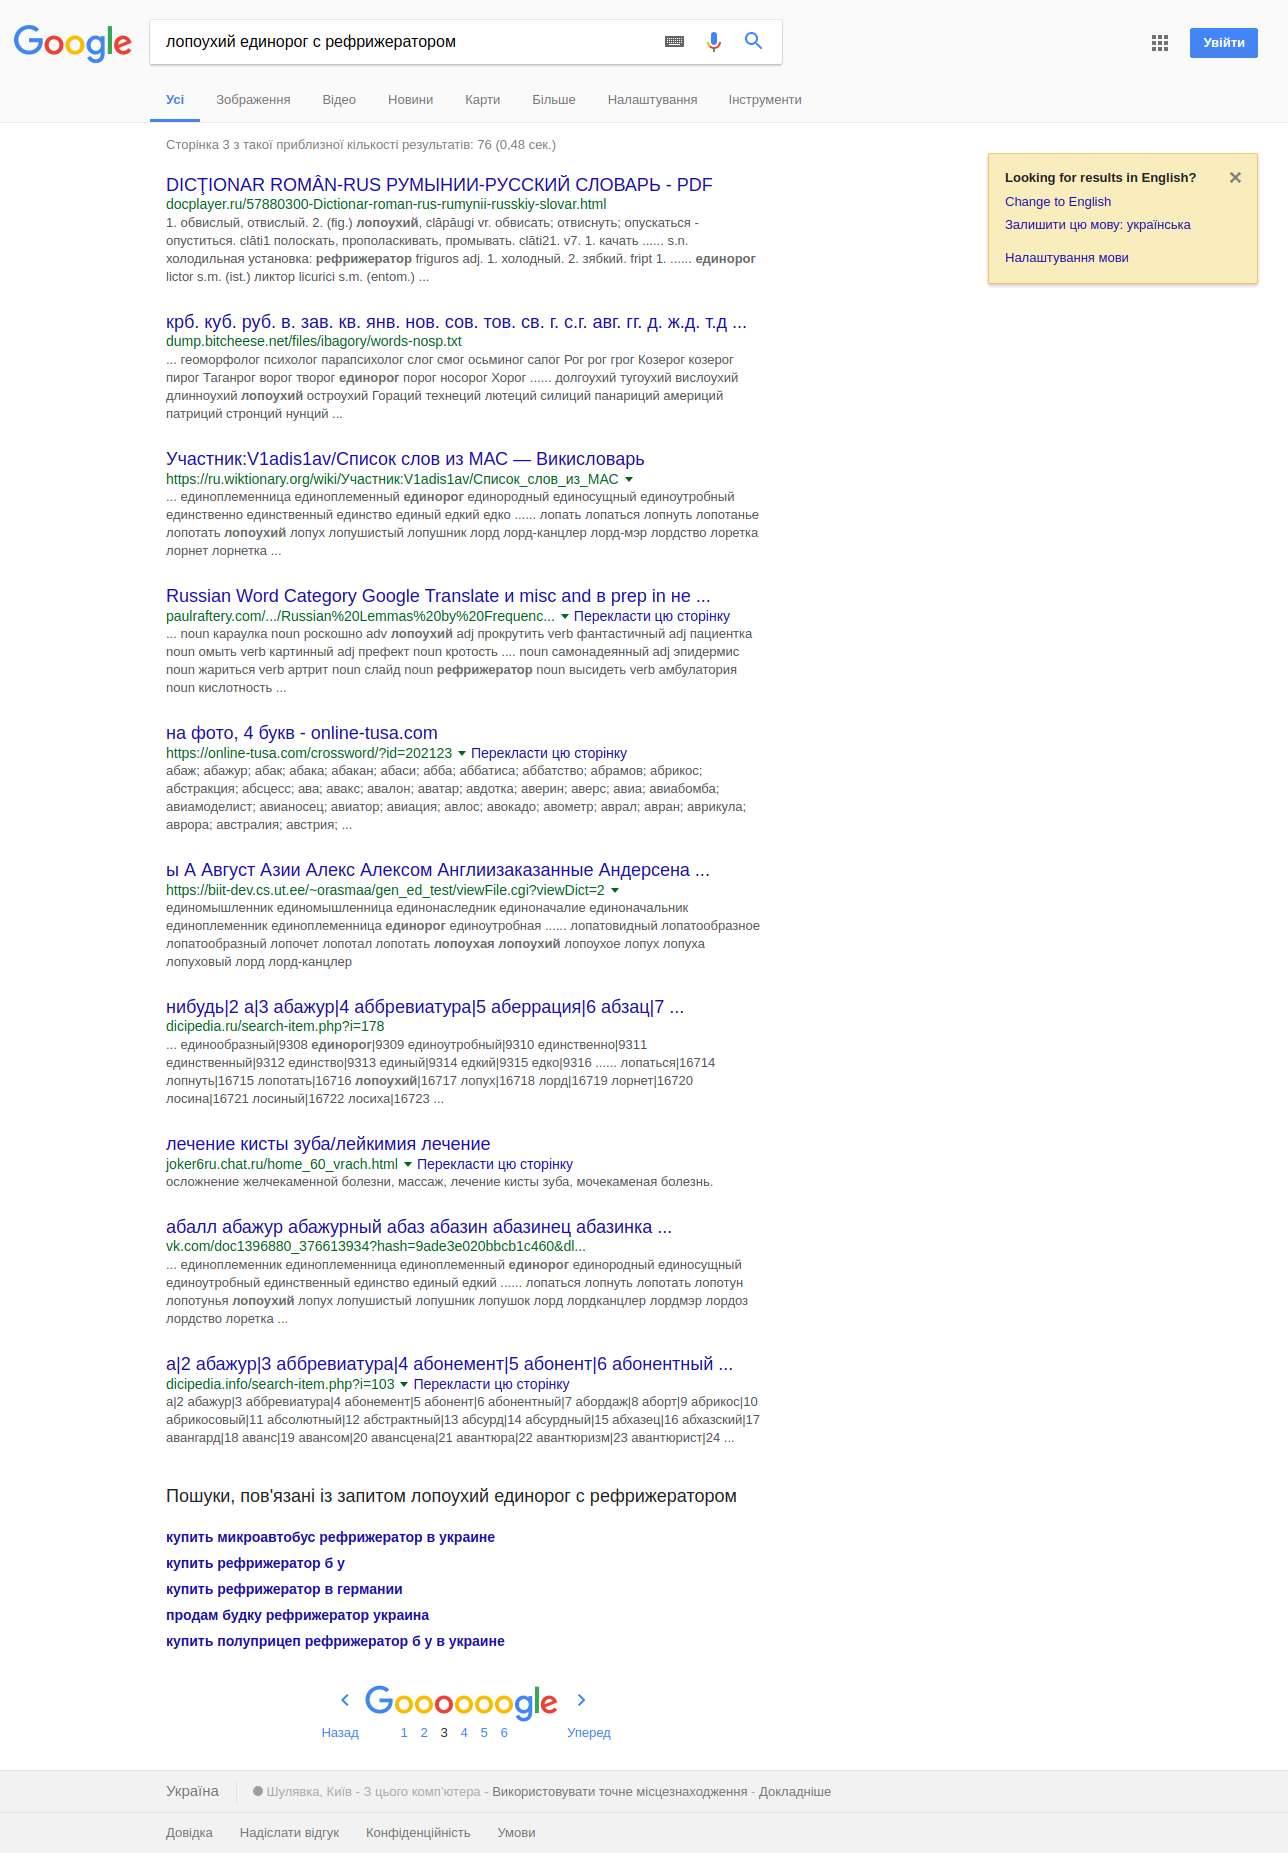 Google
лопоухий единорог с рефрижератором
Увійти
Усі Зображення Відео Новини Карти Більше Налаштування Інструменти
Сторінка 3 з такої приблизної кількості результатів: 76 (0,48 сек.)
Looking for results in English?
Change to English
Залишити цю мову: українська
Налаштування мови
DICŢIONAR ROMÂN-RUS РУМЫНИИ-РУССКИЙ СЛОВАРЬ - PDF
docplayer.ru/57880300-Dictionar-roman-rus-rumynii-russkiy-slovar.html
1. обвислый, отвислый. 2. (fig.) лопоухий, clăpăugi vr. обвисать; отвиснуть; опускаться -
опуститься. clăti1 полоскать, прополаскивать, промывать. clăti21. v7. 1. качать ...... s.n.
холодильная установка: рефрижератор friguros adj. 1. холодный. 2. зябкий. fript 1. ...... единорог
lictor s.m. (ist.) ликтор licurici s.m. (entom.) ...
крб. куб. руб. в. зав. кв. янв. нов. сов. тов. св. г. с.г. авг. гг. д. ж.д. т.д ...
dump.bitcheese.net/files/ibagory/words-nosp.txt
... геоморфолог психолог парапсихолог слог смог осьминог сапог Рог рог грог Козерог козерог
пирог Таганрог ворог творог единорог порог носорог Хорог ...... долгоухий тугоухий вислоухий
длинноухий лопоухий остроухий Гораций технеций лютеций силиций панариций америций
патриций стронций нунций ...
Участник:V1adis1av/Список слов из МАС — Викисловарь
https://ru.wiktionary.org/wiki/Участник:V1adis1av/Список_слов_из_МАС
... единоплеменница единоплеменный единорог единородный единосущный единоутробный
единственно единственный единство единый едкий едко ...... лопать лопаться лопнуть лопотанье
лопотать лопоухий лопух лопушистый лопушник лорд лорд-канцлер лорд-мэр лордство лоретка
лорнет лорнетка ...
Russian Word Category Google Translate и misc and в prep in не ...
paulraftery.com/.../Russian%20Lemmas%20by%20Frequenc... Перекласти цю сторінку
... noun караулка noun роскошно adv лопоухий adj прокрутить verb фантастичный adj пациентка
noun омыть verb картинный adj префект noun кротость .... noun самонадеянный adj эпидермис
noun жариться verb артрит noun слайд noun рефрижератор noun высидеть verb амбулатория
noun кислотность ...
на фото, 4 букв - online-tusa.com
https://online-tusa.com/crossword/?id=202123 Перекласти цю сторінку
абаж; абажур; абак; абака; абакан; абаси; абба; аббатиса; аббатство; абрамов; абрикос;
абстракция; абсцесс; ава; авакс; авалон; аватар; авдотка; аверин; аверс; авиа; авиабомба;
авиамоделист; авианосец; авиатор; авиация; авлос; авокадо; авометр; аврал; авран; аврикула;
аврора; австралия; австрия; ...
ы А Август Азии Алекс Алексом Англиизаказанные Андерсена ...
https://biit-dev.cs.ut.ee/~orasmaa/gen_ed_test/viewFile.cgi?viewDict=2
единомышленник единомышленница единонаследник единоначалие единоначальник
единоплеменник единоплеменница единорог единоутробная ...... лопатовидный лопатообразное
лопатообразный лопочет лопотал лопотать лопоухая лопоухий лопоухое лопух лопуха
лопуховый лорд лорд-канцлер
нибудь|2 а|3 абажур|4 аббревиатура|5 аберрация|6 абзац|7 ...
dicipedia.ru/search-item.php?i=178
... единообразный|9308 единорог|9309 единоутробный|9310 единственно|9311
единственный|9312 единство|9313 единый|9314 едкий|9315 едко|9316 ...... лопаться|16714
лопнуть|16715 лопотать|16716 лопоухий|16717 лопух|16718 лорд|16719 лорнет|16720
лосина|16721 лосиный|16722 лосиха|16723 ...
лечение кисты зуба/лейкимия лечение
joker6ru.chat.ru/home_60_vrach.html Перекласти цю сторінку
осложнение желчекаменной болезни, массаж, лечение кисты зуба, мочекаменая болезнь.
абалл абажур абажурный абаз абазин абазинец абазинка ...
vk.com/doc1396880_376613934?hash=9ade3e020bbcb1c460&dl...
... единоплеменник единоплеменница единоплеменный единорог единородный единосущный
единоутробный единственный единство единый едкий ...... лопаться лопнуть лопотать лопотун
лопотунья лопоухий лопух лопушистый лопушник лопушок лорд лордканцлер лордмэр лордоз
лордство лоретка ...
а|2 абажур|3 аббревиатура|4 абонемент|5 абонент|6 абонентный ...
dicipedia.info/search-item.php?i=103 Перекласти цю сторінку
а|2 абажур|3 аббревиатура|4 абонемент|5 абонент|6 абонентный|7 абордаж|8 аборт|9 абрикос|10
абрикосовый|11 абсолютный|12 абстрактный|13 абсурд|14 абсурдный|15 абхазец|16 абхазский|17
авангард|18 аванс|19 авансом|20 авансцена|21 авантюра|22 авантюризм|23 авантюрист|24 ...
Пошуки, пов'язані із запитом лопоухий единорог с рефрижератором
купить микроавтобус рефрижератор в украине
купить рефрижератор б у
купить рефрижератор в германии
продам будку рефрижератор украина
купить полуприцеп рефрижератор б у в украине
Goooooogle
Назад 1 2 3 4 5 6 Уперед
Україна Шулявка, Київ - З цього комп'ютера - Використовувати точне місцезнаходження - Докладніше
Довідка Надіслати відгук Конфіденційність Умови